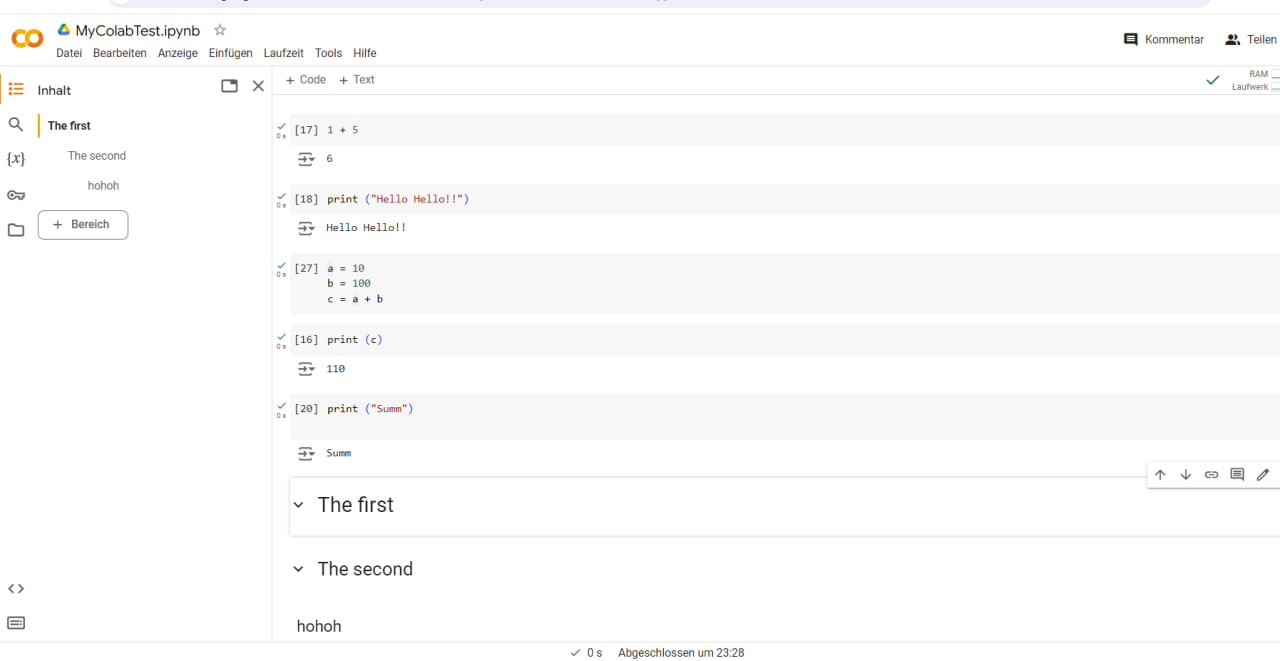 MyColabTest.ipynb
Datei Bearbeiten Anzeige Einfügen Laufzeit Tools Hilfe
Kommentar Teilen
Inhalt
+ Code + Text
RAM
Laufwerk
The first
The second
hohoh
+ Bereich
{x}
0 s [17] 1 + 5
6
0 s [18] print ("Hello Hello!!")
Hello Hello!!
0 s [27] a = 10
b = 100
c = a + b
0 s [16] print (c)
110
0 s [20] print ("Summ")
Summ
The first
The second
hohoh
0 s Abgeschlossen um 23:28